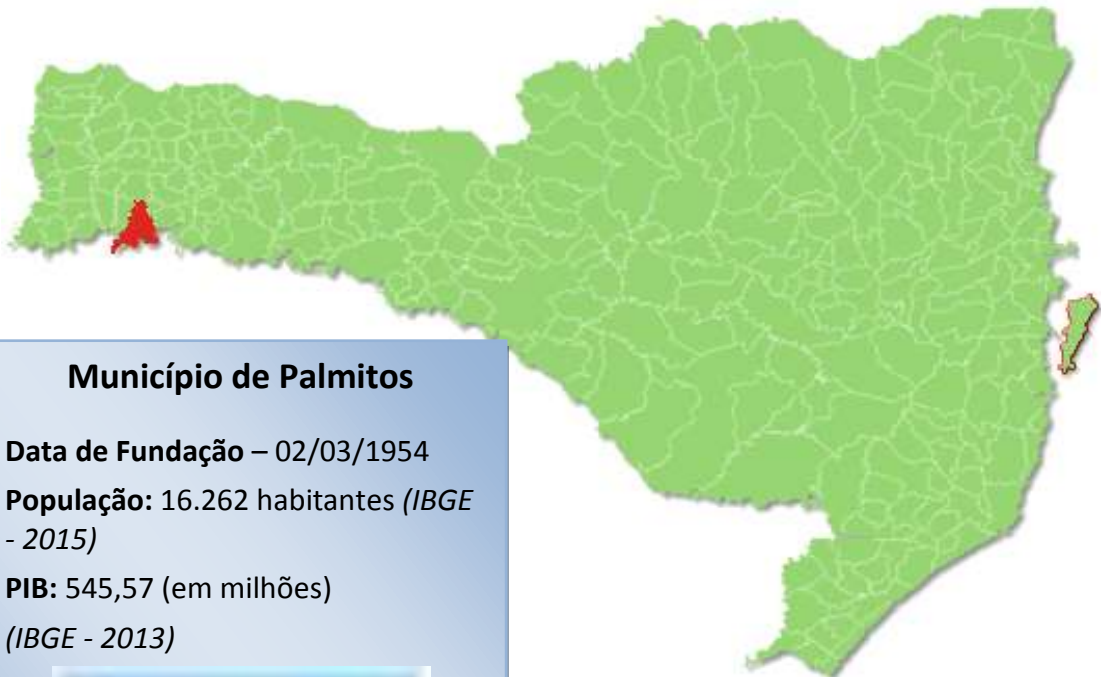 Município de Palmitos
Data de Fundação – 02/03/1954
População: 16.262 habitantes (IBGE
- 2015)
PIB: 545,57 (em milhões)
(IBGE - 2013)